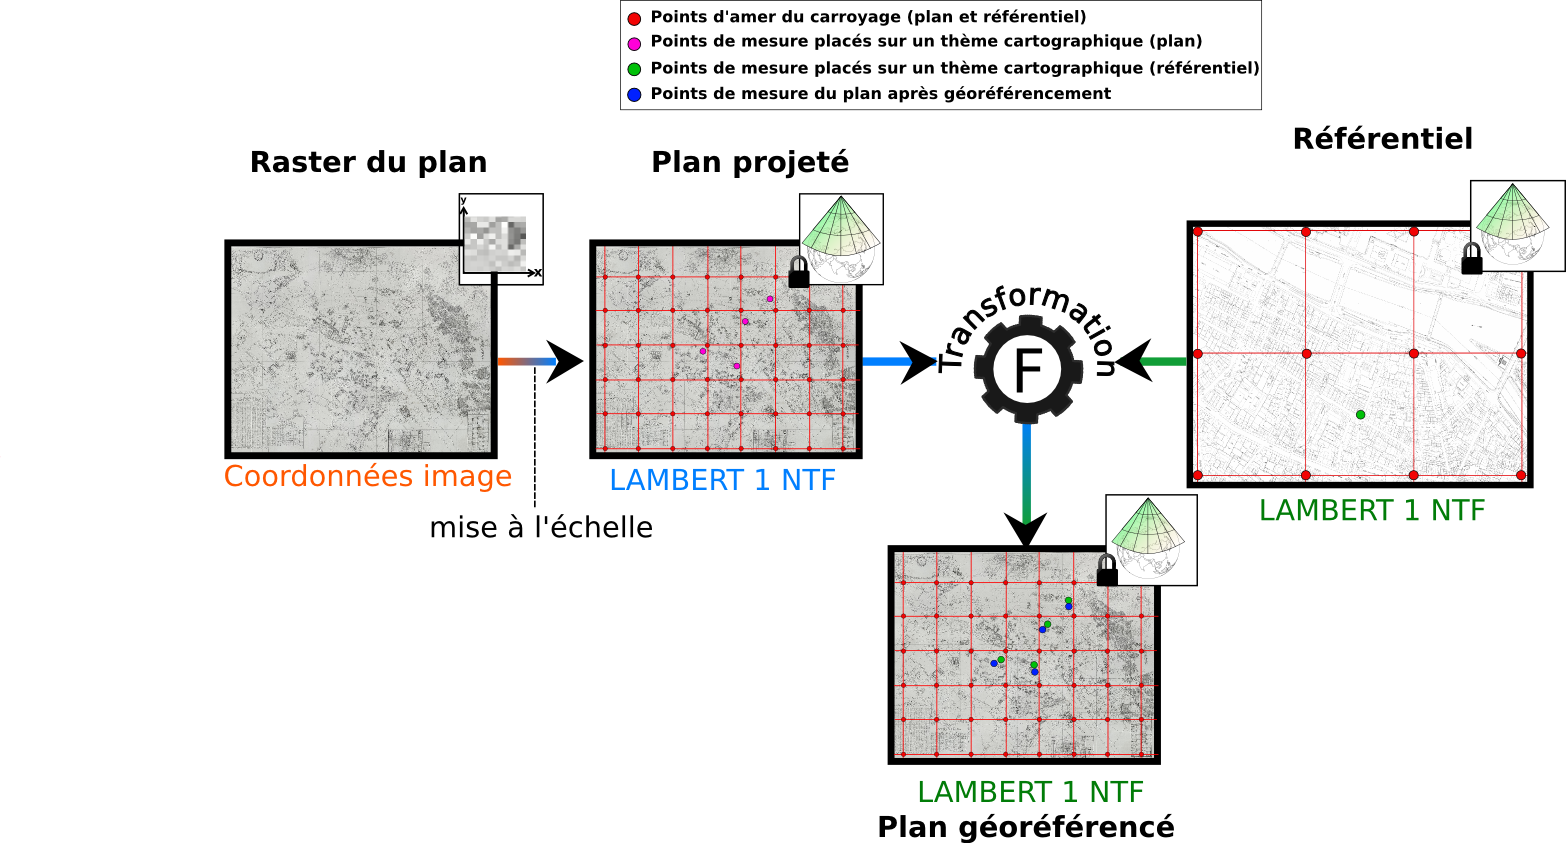 Points d'amer du carroyage (plan et référentiel)
Points de mesure placés sur un thème cartographique (plan)
Points de mesure placés sur un thème cartographique (référentiel)
Points de mesure du plan après géoréférencement
Raster du plan
Plan projeté
Référentiel
y
x
Transformation
F
Coordonnées image
LAMBERT 1 NTF
LAMBERT 1 NTF
mise à l'échelle
LAMBERT 1 NTF
Plan géoréférencé